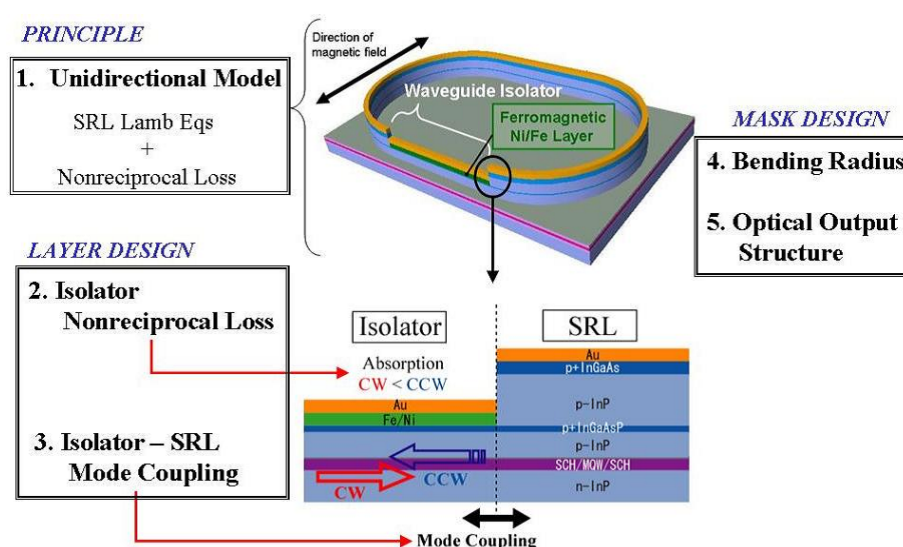 PRINCIPLE
1. Unidirectional Model
SRL Lamb Eqs
+
Nonreciprocal Loss
Direction of
magnetic field
Waveguide Isolator
Ferromagnetic
Ni/Fe Layer
MASK DESIGN
4. Bending Radius
5. Optical Output
Structure
LAYER DESIGN
2. Isolator
Nonreciprocal Loss
3. Isolator – SRL
Mode Coupling
Isolator
SRL
Absorption
CW < CCW
Au
Fe/Ni
Au
p+InGaAs
p-InP
p+InGaAsP
p-InP
SCH/MQW/SCH
n-InP
CCW
CW
Mode Coupling